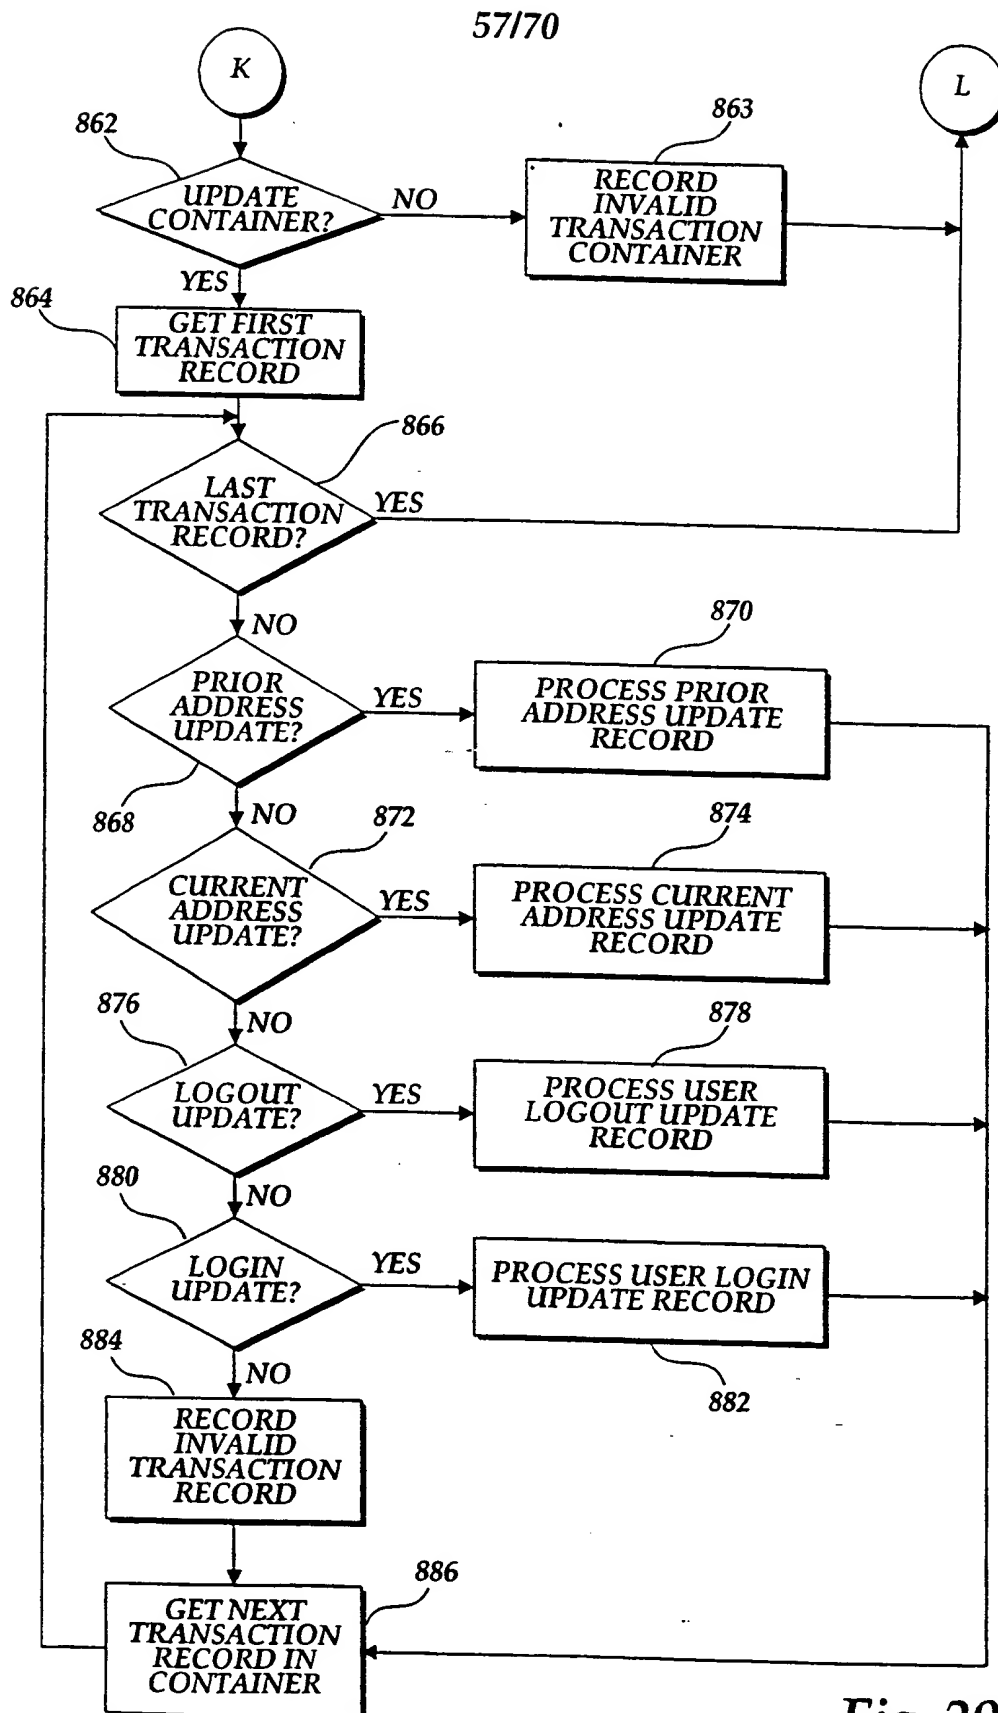 57/70
K
L
862
863
UPDATE
CONTAINER?
NO
RECORD
INVALID
TRANSACTION
CONTAINER
YES
864
GET FIRST
TRANSACTION
RECORD
866
LAST
TRANSACTION
RECORD?
YES
NO
870
PRIOR
ADDRESS
UPDATE?
YES
PROCESS PRIOR
ADDRESS UPDATE
RECORD
868
NO
872
874
CURRENT
ADDRESS
UPDATE?
YES
PROCESS CURRENT
ADDRESS UPDATE
RECORD
876
NO
878
LOGOUT
UPDATE?
YES
PROCESS USER
LOGOUT UPDATE
RECORD
880
NO
LOGIN
UPDATE?
YES
PROCESS USER LOGIN
UPDATE RECORD
884
NO
882
RECORD
INVALID
TRANSACTION
RECORD
886
GET NEXT
TRANSACTION
RECORD IN
CONTAINER